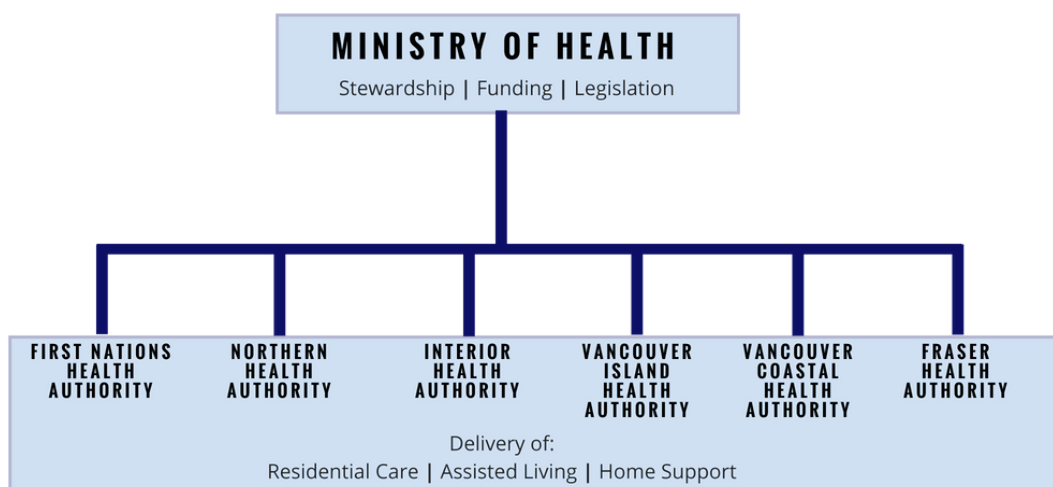 MINISTRY OF HEALTH
Stewardship | Funding | Legislation
FIRST NATIONS
HEALTH
AUTHORITY
NORTHERN
HEALTH
AUTHORITY
INTERIOR
HEALTH
AUTHORITY
VANCOUVER
ISLAND
HEALTH
AUTHORITY
VANCOUVER
COASTAL
HEALTH
AUTHORITY
FRASER
HEALTH
AUTHORITY
Delivery of:
Residential Care | Assisted Living | Home Support